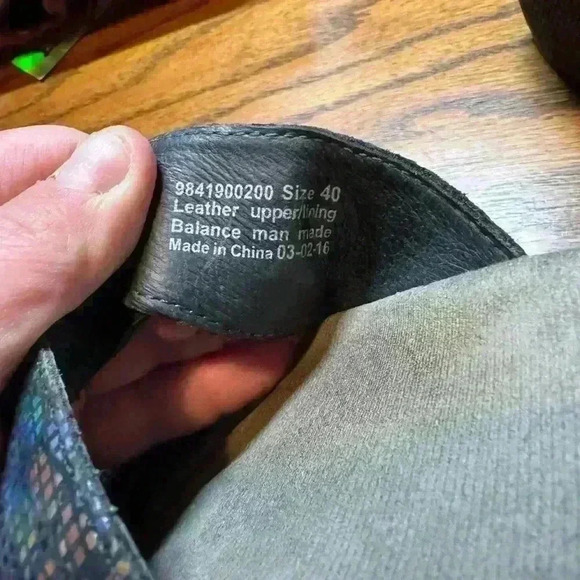 9841900200 Size 40
Leather upper/lining
Balance man made
Made in China 03-02-16